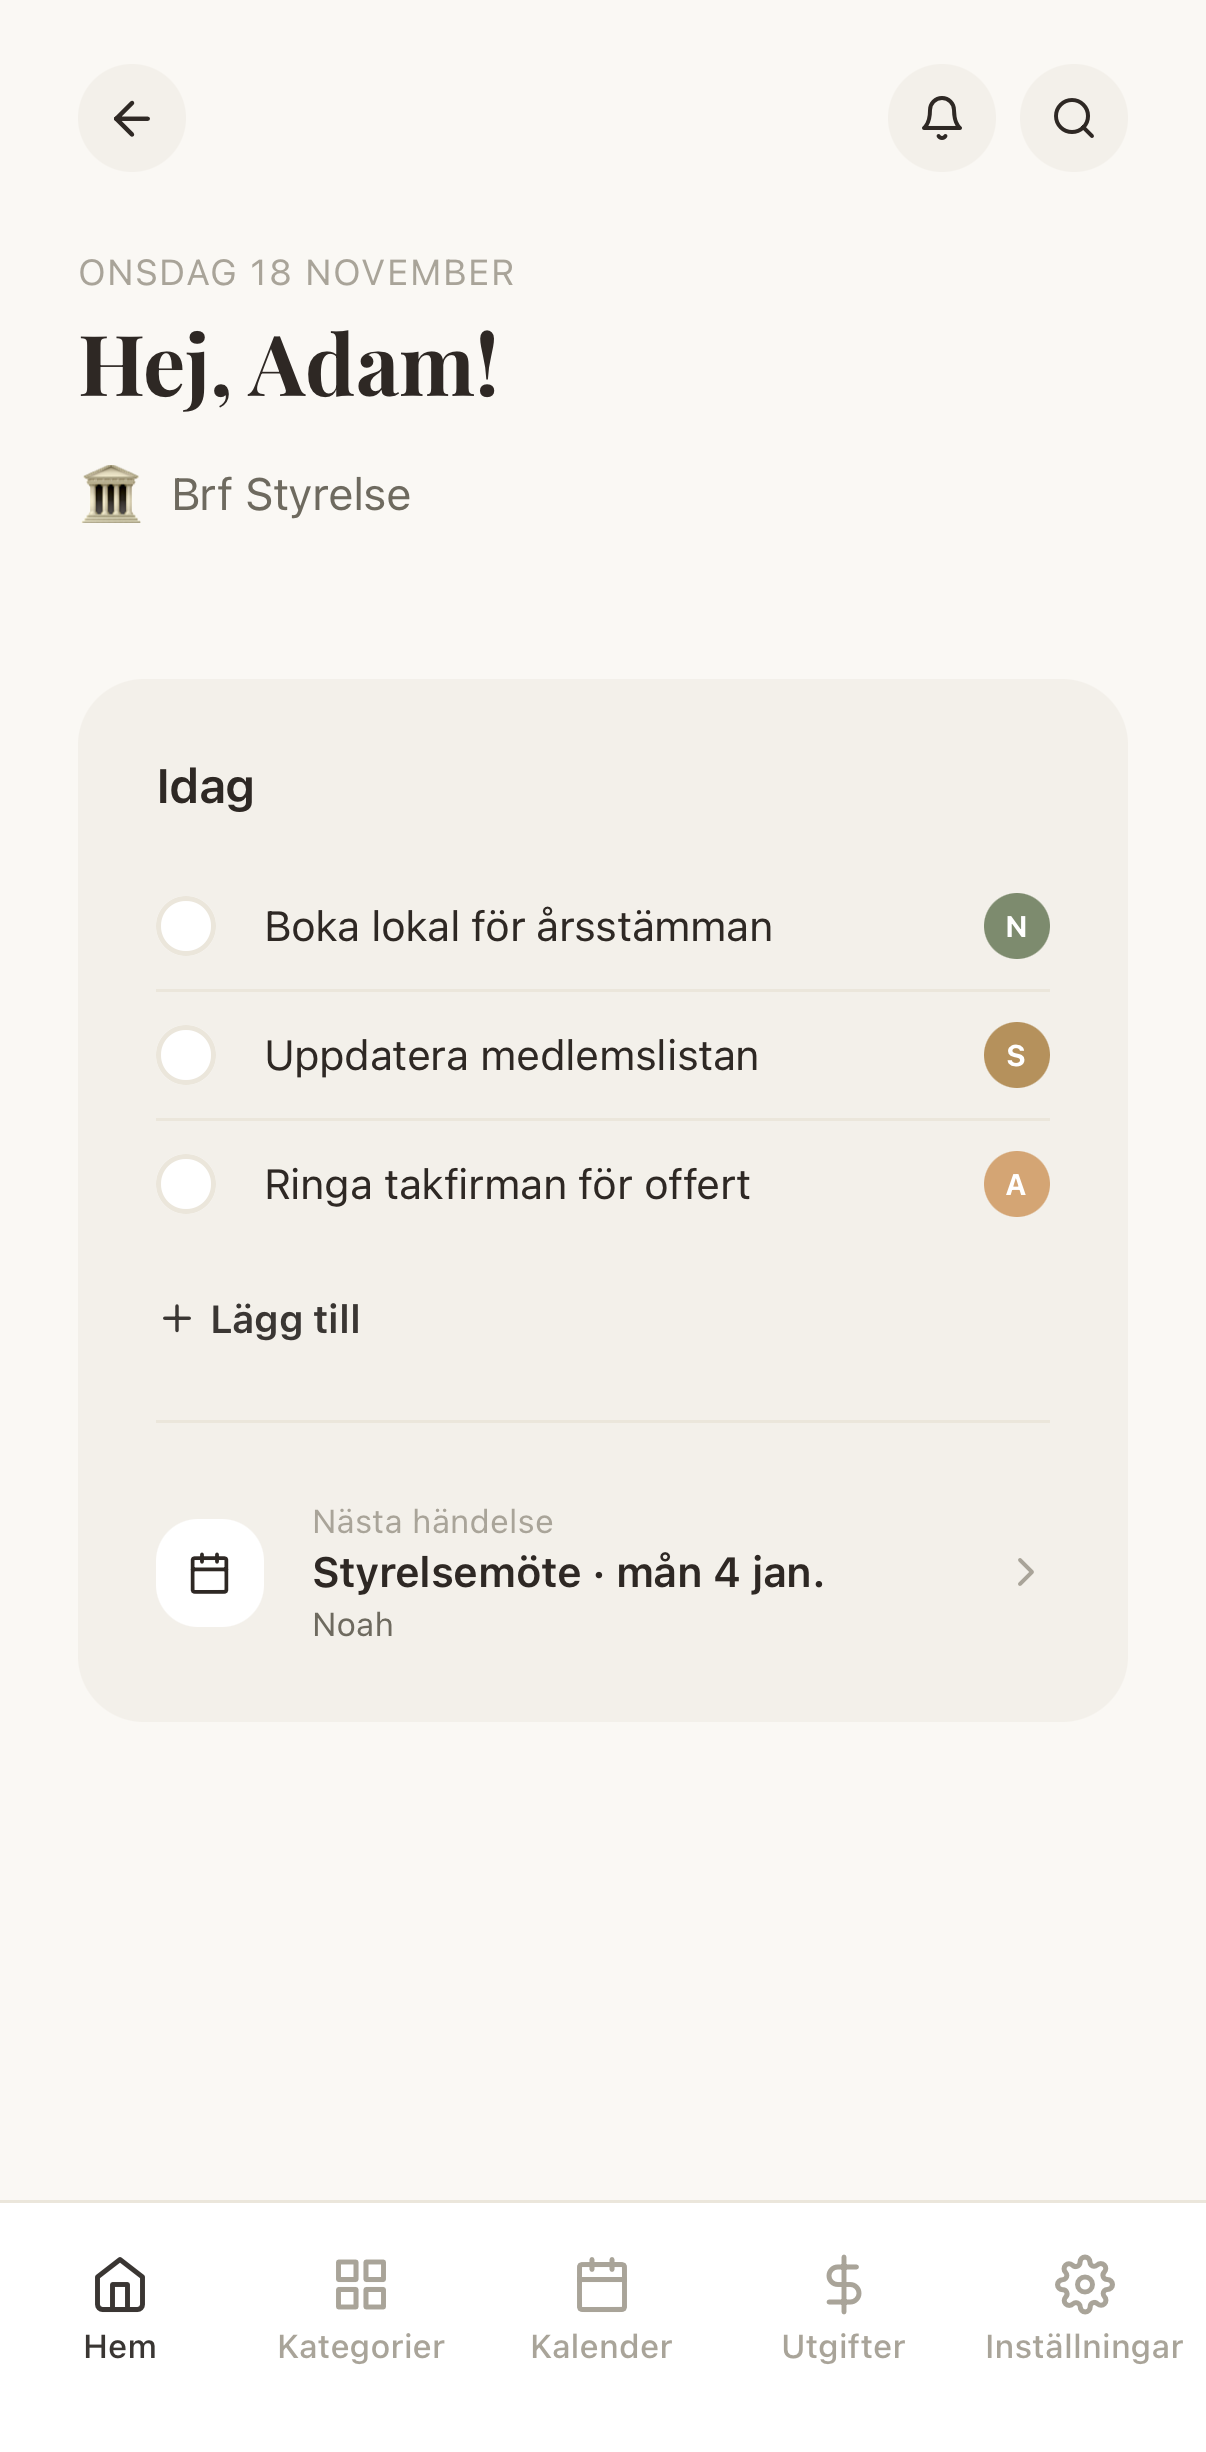 ONSDAG 18 NOVEMBER
Hej, Adam!
Brf Styrelse
Idag
Boka lokal för årsstämman N
Uppdatera medlemslistan S
Ringa takfirman för offert A
+ Lägg till
Nästa händelse
Styrelsemöte · mån 4 jan.
Noah
Hem Kategorier Kalender Utgifter Inställningar